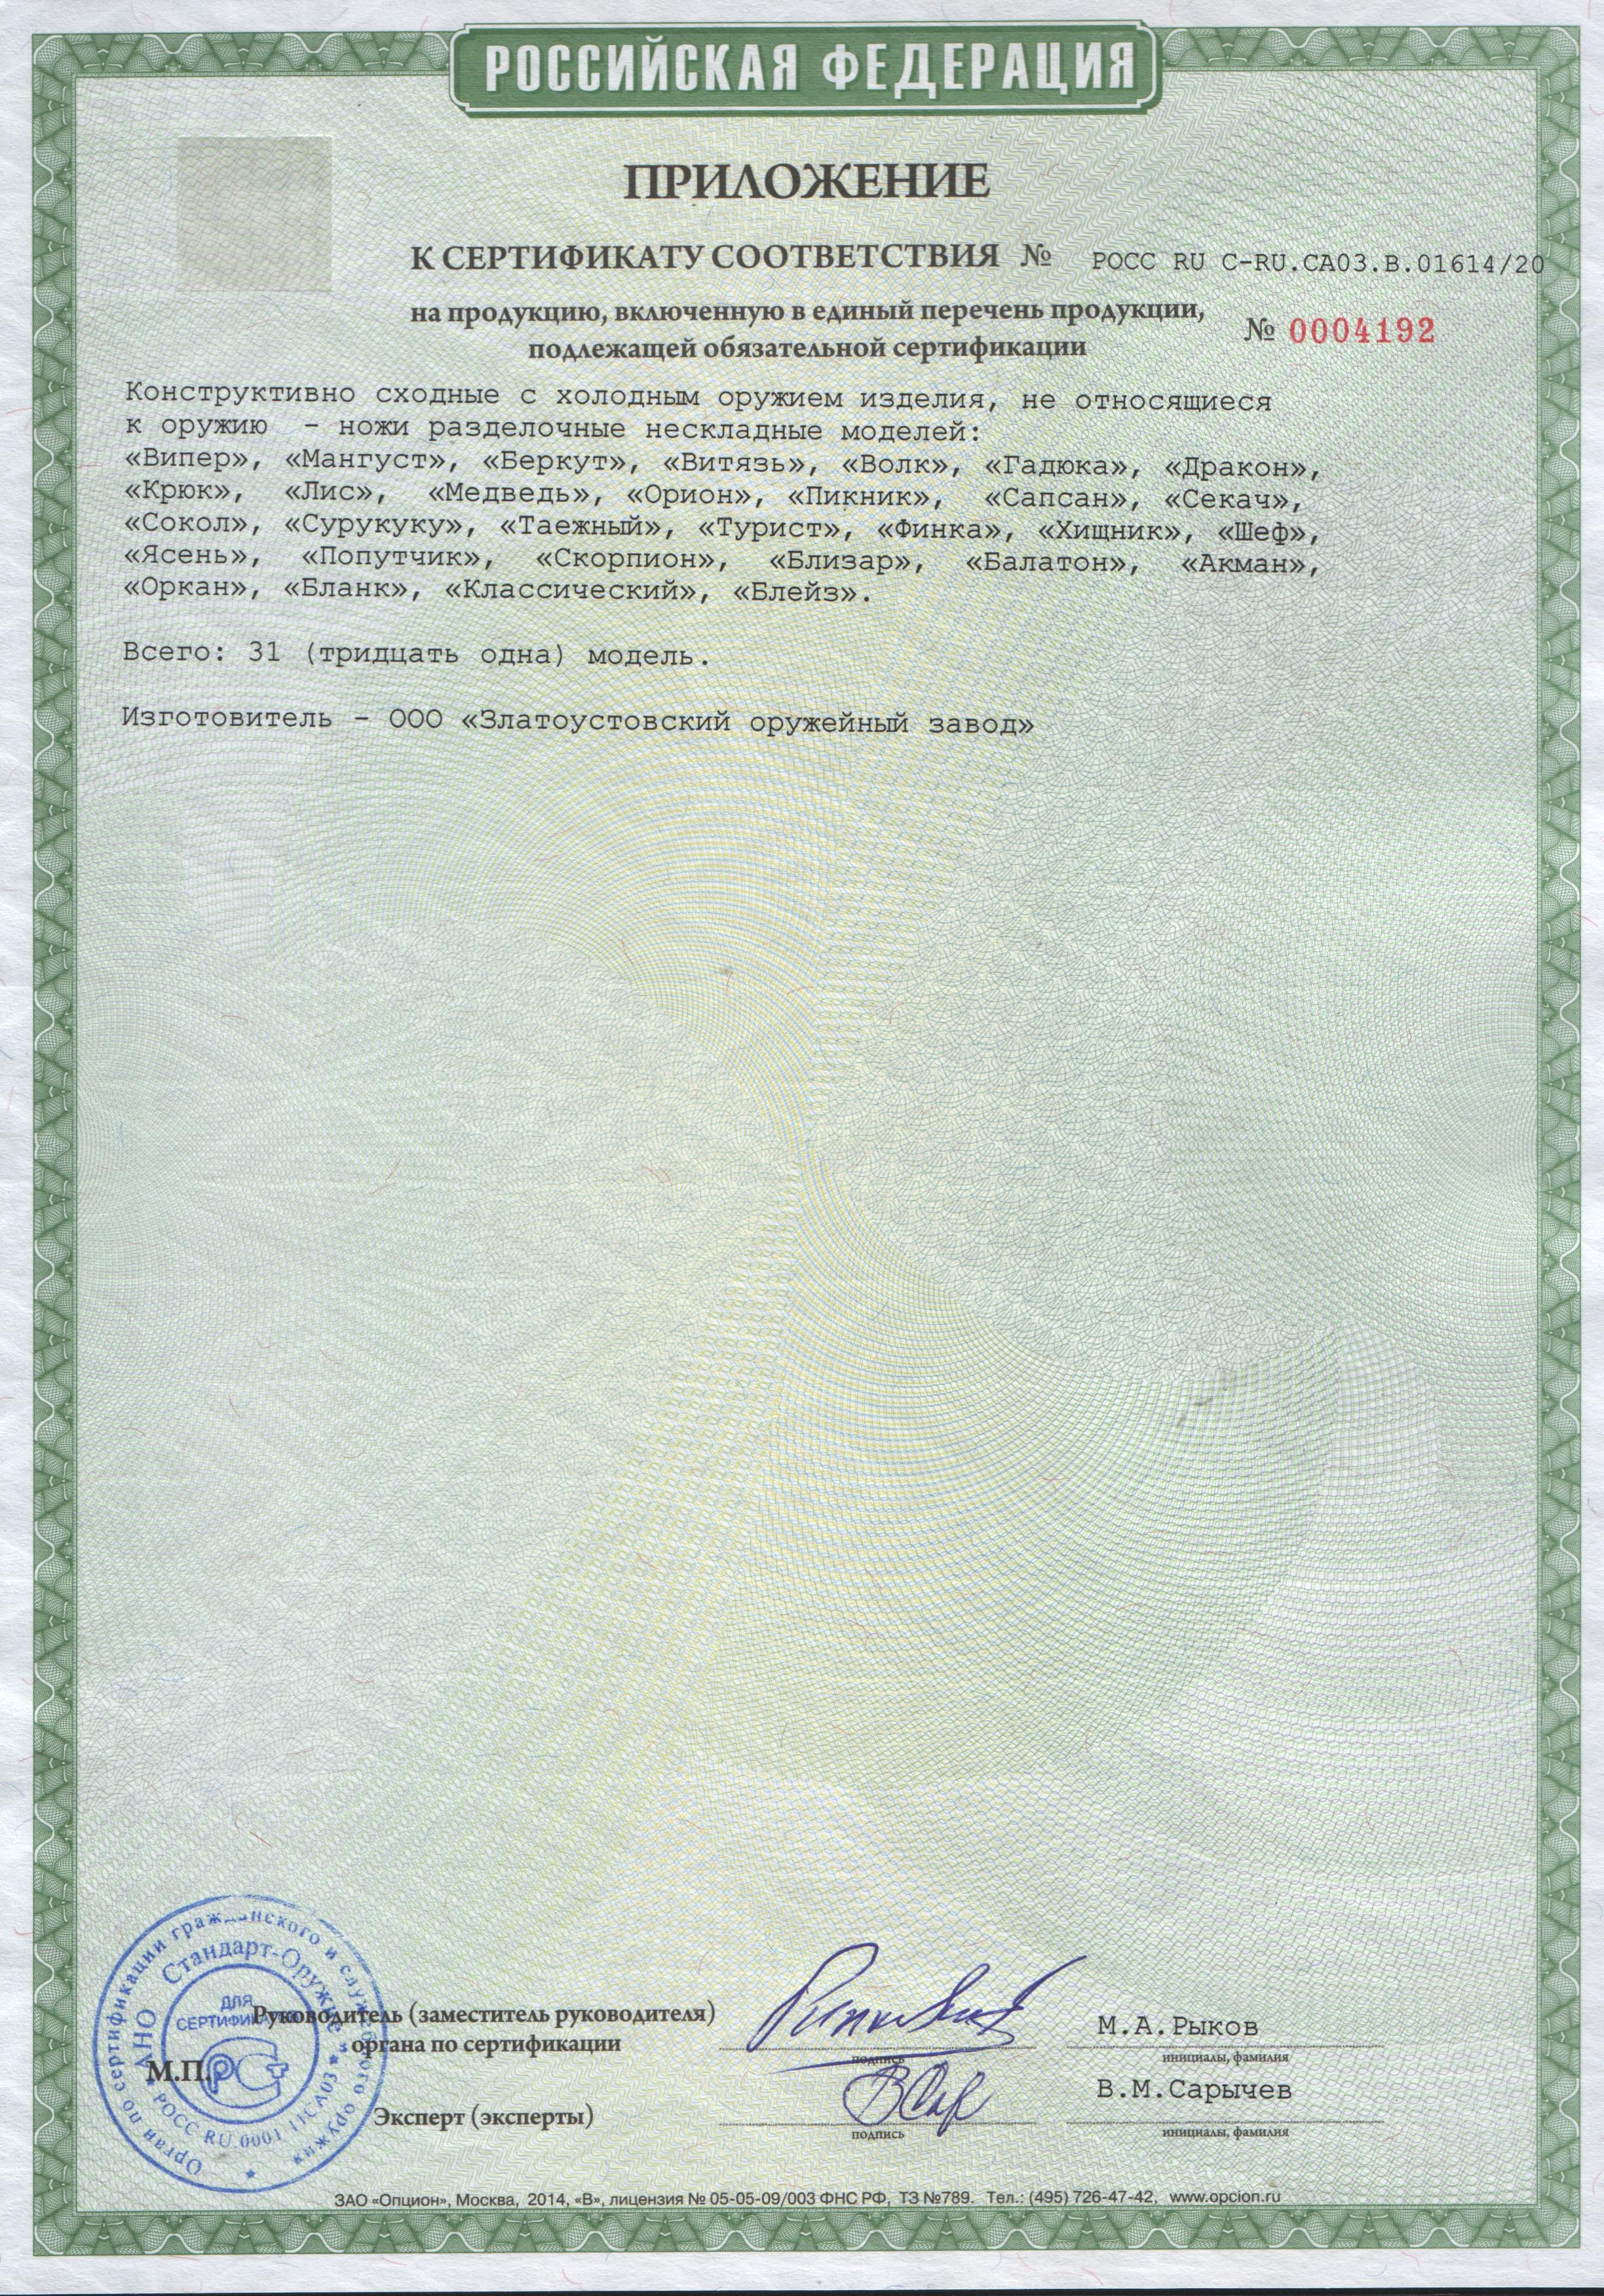 РОССИЙСКАЯ ФЕДЕРАЦИЯ
ПРИЛОЖЕНИЕ
К СЕРТИФИКАТУ СООТВЕТСТВИЯ № РОСС RU C-RU.CA03.B.01614/20
на продукцию, включенную в единый перечень продукции,
подлежащей обязательной сертификации
№ 0004192
Конструктивно сходные с холодным оружием изделия, не относящиеся
к оружию - ножи разделочные нескладные моделей:
«Випер», «Мангуст», «Беркут», «Витязь», «Волк», «Гадюка», «Дракон»,
«Крюк», «Лис», «Медведь», «Орион», «Пикник», «Сапсан», «Секач»,
«Сокол», «Сурукуку», «Таежный», «Турист», «Финка», «Хищник», «Шеф»,
«Ясень», «Попутчик», «Скорпион», «Близар», «Балатон», «Акман»,
«Оркан», «Бланк», «Классический», «Блейз».
Всего: 31 (тридцать одна) модель.
Изготовитель - ООО «Златоустовский оружейный завод»
Орган по сертификации гражданского и служебного оружия
АНО Стандарт-Оружие
РОСС RU.0001 11СА03
ДЛЯ
М.П.
Руководитель (заместитель руководителя)
органа по сертификации
подпись
М.А.Рыков
инициалы, фамилия
Эксперт (эксперты)
подпись
В.М.Сарычев
инициалы, фамилия
ЗАО «Опцион», Москва, 2014, «В», лицензия № 05-05-09/003 ФНС РФ, ТЗ №789. Тел.: (495) 726-47-42, www.opcion.ru